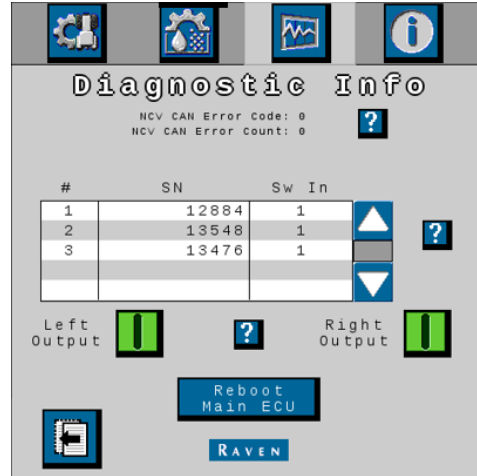 Diagnostic Info
NCV CAN Error Code: 0
NCV CAN Error Count: 0
?
# SN Sw In
1 12884 1
2 13548 1
?
3 13476 1
Left Output
?
Right Output
Reboot
Main ECU
RAVEN